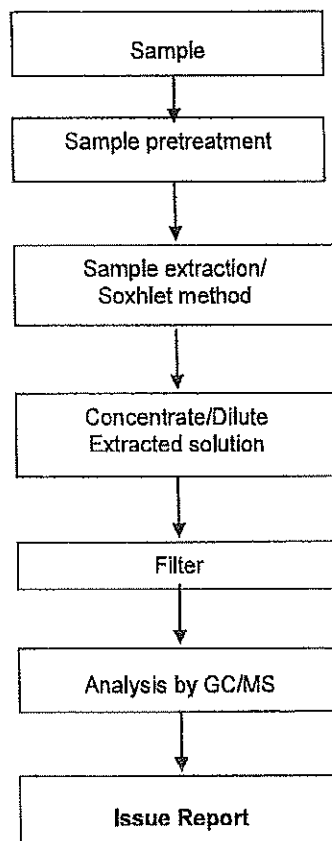 Sample
Sample pretreatment
Sample extraction/
Soxhlet method
Concentrate/Dilute
Extracted solution
Filter
Analysis by GC/MS
Issue Report